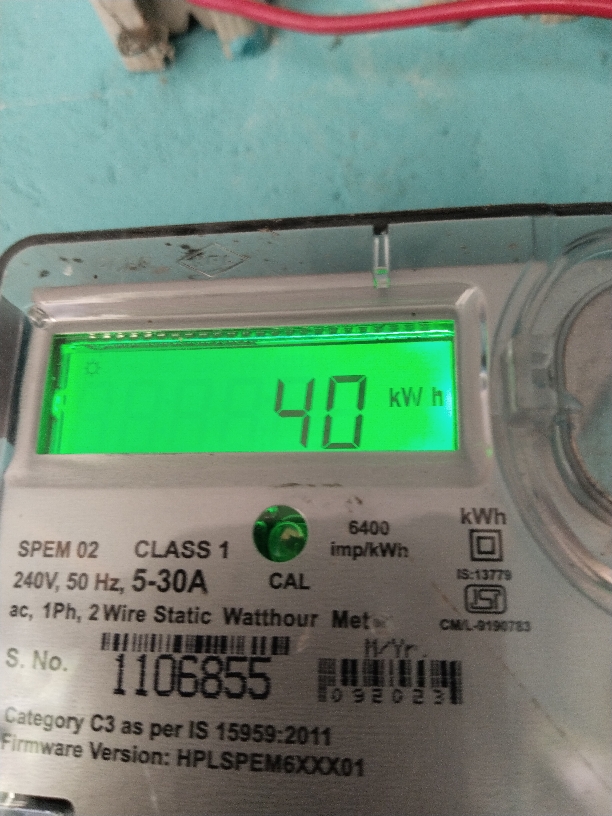 40 kWh
SPEM 02 CLASS 1
6400
imp/kWh
kWh
240V, 50 Hz, 5-30A
CAL
IS:13779
ISI
ac, 1Ph, 2 Wire Static Watthour
CM/L-9190783
S. No.
1106855
M/Yr.
092023
Category C3 as per IS 15959:2011
Firmware Version: HPLSPEM6XXX01